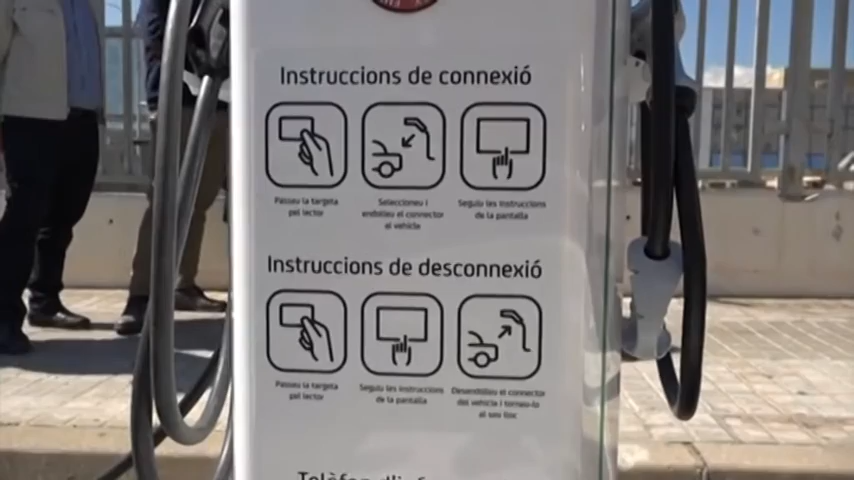 Instruccions de connexió
Passeu la targeta
pel lector
Seleccioneu i
endolleu el connector
al vehicle
Seguiu les instruccions
de la pantalla
Instruccions de desconnexió
Passeu la targeta
pel lector
Seguiu les instruccions
de la pantalla
Desendolleu el connector
del vehicle i torneu-lo
al seu lloc